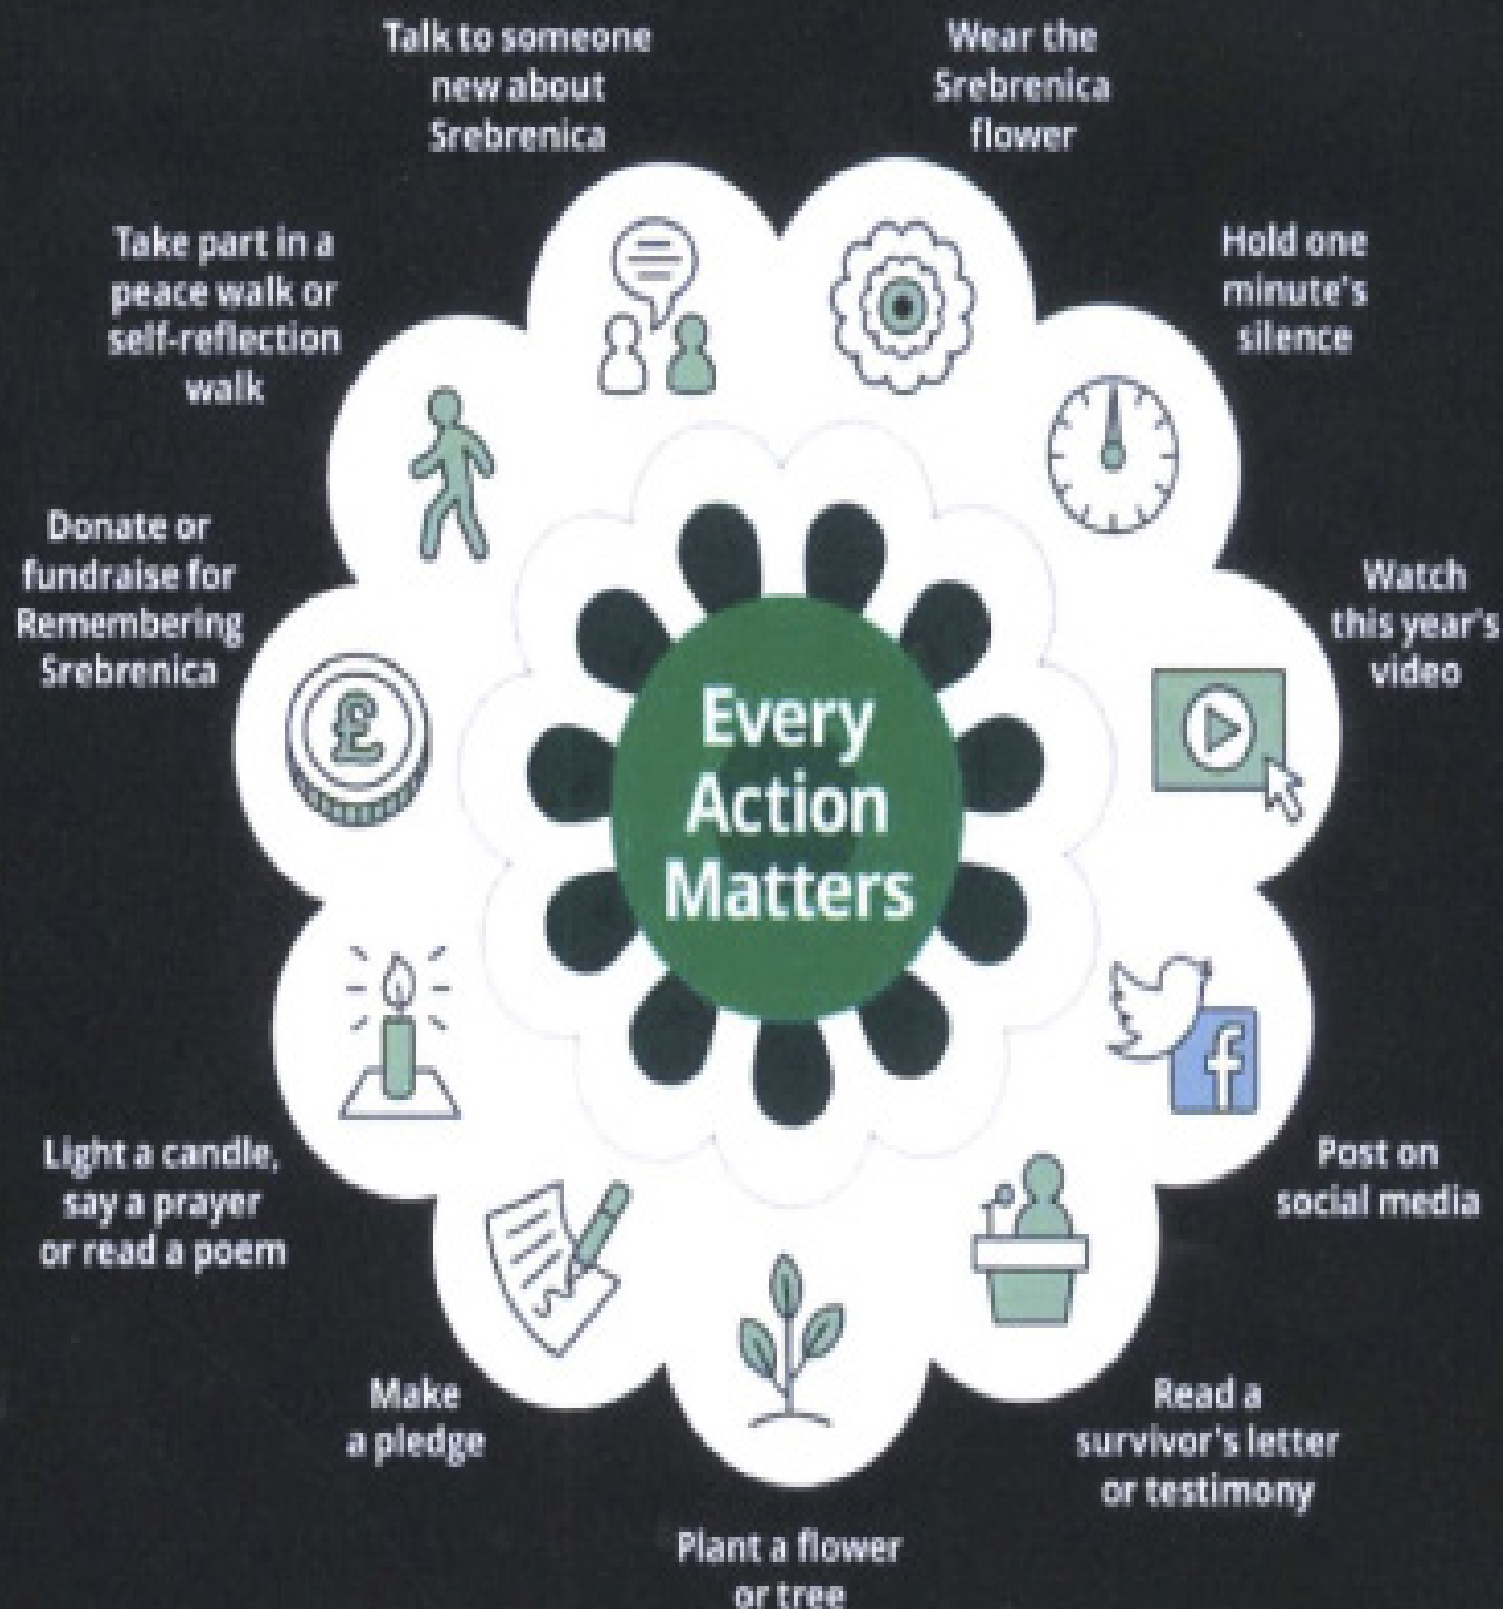 Talk to someone
new about
Srebrenica
Wear the
Srebrenica
flower
Hold one
minute's
silence
Watch
this year's
video
Post on
social media
Read a
survivor's letter
or testimony
Plant a flower
or tree
Make
a pledge
Light a candle,
say a prayer
or read a poem
Donate or
fundraise for
Remembering
Srebrenica
£
Take part in a
peace walk or
self-reflection
walk
Every
Action
Matters
f